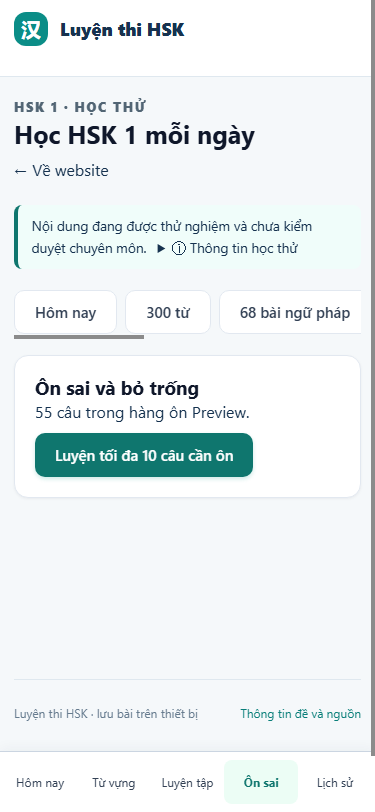 汉 Luyện thi HSK
HSK 1 · HỌC THỬ
Học HSK 1 mỗi ngày
← Về website
Nội dung đang được thử nghiệm và chưa kiểm
duyệt chuyên môn. ▶ ⓘ Thông tin học thử
Hôm nay 300 từ 68 bài ngữ pháp
Ôn sai và bỏ trống
55 câu trong hàng ôn Preview.
Luyện tối đa 10 câu cần ôn
Luyện thi HSK · lưu bài trên thiết bị Thông tin đề và nguồn
Hôm nay Từ vựng Luyện tập Ôn sai Lịch sử